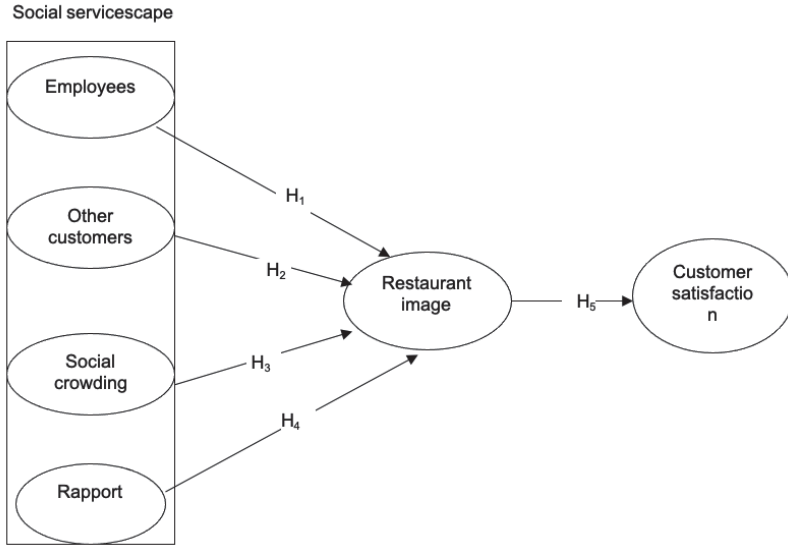 Social servicescape
Employees
H₁
Other
customers
H₂
Restaurant
image
H₅
Customer
satisfactio
n
Social
crowding
H₃
H₄
Rapport